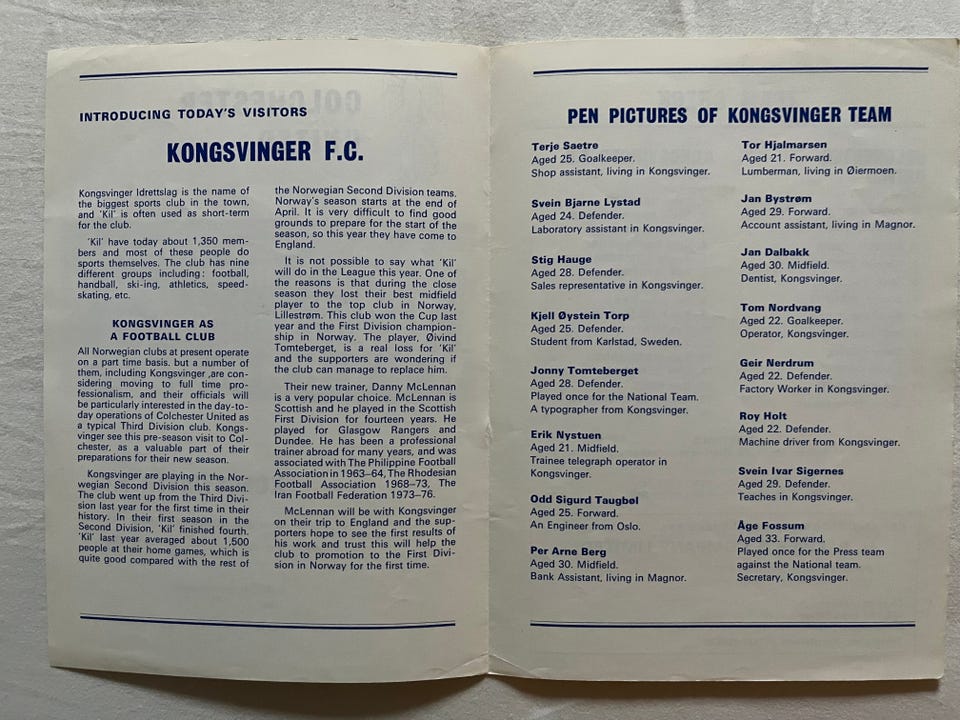 INTRODUCING TODAY'S VISITORS
KONGSVINGER F.C.
Kongsvinger Idrettslag is the name
of the biggest sports club in the town,
and 'Kil' is often used as short-term
for the club.
'Kil' have today about 1,350 mem-
bers and most of these people do
sports themselves. The club has nine
different groups including: football,
handball, ski-ing, athletics, speed-
skating, etc.
KONGSVINGER AS
A FOOTBALL CLUB
All Norwegian clubs at present operate
on a part time basis. but a number of
them, including Kongsvinger ,are con-
sidering moving to full time pro-
fessionalism, and their officials will
be particularly interested in the day-to-
day operations of Colchester United as
a typical Third Division club. Kongs-
vinger see this pre-season visit to Col-
chester, as a valuable part of their
preparations for their new season.
Kongsvinger are playing in the Nor-
wegian Second Division this season.
The club went up from the Third Divi-
sion last year for the first time in their
history. In their first season in the
Second Division, 'Kil' finished fourth.
'Kil' last year averaged about 1,500
people at their home games, which is
quite good compared with the rest of
the Norwegian Second Division teams.
Norway's season starts at the end of
April. It is very difficult to find good
grounds to prepare for the start of the
season, so this year they have come to
England.
It is not possible to say what 'Kil'
will do in the League this year. One of
the reasons is that during the close
season they lost their best midfield
player to the top club in Norway,
Lillestrøm. This club won the Cup last
year and the First Division champion-
ship in Norway. The player, Øivind
Tomteberget, is a real loss for 'Kil'
and the supporters are wondering if
the club can manage to replace him.
Their new trainer, Danny McLennan
is a very popular choice. McLennan is
Scottish and he played in the Scottish
First Division for fourteen years. He
played for Glasgow Rangers and
Dundee. He has been a professional
trainer abroad for many years, and was
associated with The Philippine Football
Association in 1963–64, The Rhodesian
Football Association 1968–73, The
Iran Football Federation 1973–76.
McLennan will be with Kongsvinger
on their trip to England and the sup-
porters hope to see the first results of
his work and trust this will help the
club to promotion to the First Divi-
sion in Norway for the first time.
PEN PICTURES OF KONGSVINGER TEAM
Terje Saetre
Aged 25. Goalkeeper.
Shop assistant, living in Kongsvinger.
Svein Bjarne Lystad
Aged 24. Defender.
Laboratory assistant in Kongsvinger.
Stig Hauge
Aged 28. Defender.
Sales representative in Kongsvinger.
Kjell Øystein Torp
Aged 25. Defender.
Student from Karlstad, Sweden.
Jonny Tomteberget
Aged 28. Defender.
Played once for the National Team.
A typographer from Kongsvinger.
Erik Nystuen
Aged 21. Midfield.
Trainee telegraph operator in
Kongsvinger.
Odd Sigurd Taugbøl
Aged 25. Forward.
An Engineer from Oslo.
Per Arne Berg
Aged 30. Midfield.
Bank Assistant, living in Magnor.
Tor Hjalmarsen
Aged 21. Forward.
Lumberman, living in Øiermoen.
Jan Bystrøm
Aged 29. Forward.
Account assistant, living in Magnor.
Jan Dalbakk
Aged 30. Midfield.
Dentist, Kongsvinger.
Tom Nordvang
Aged 22. Goalkeeper.
Operator, Kongsvinger.
Geir Nerdrum
Aged 22. Defender.
Factory Worker in Kongsvinger.
Roy Holt
Aged 22. Defender.
Machine driver from Kongsvinger.
Svein Ivar Sigernes
Aged 29. Defender.
Teaches in Kongsvinger.
Åge Fossum
Aged 33. Forward.
Played once for the Press team
against the National team.
Secretary, Kongsvinger.